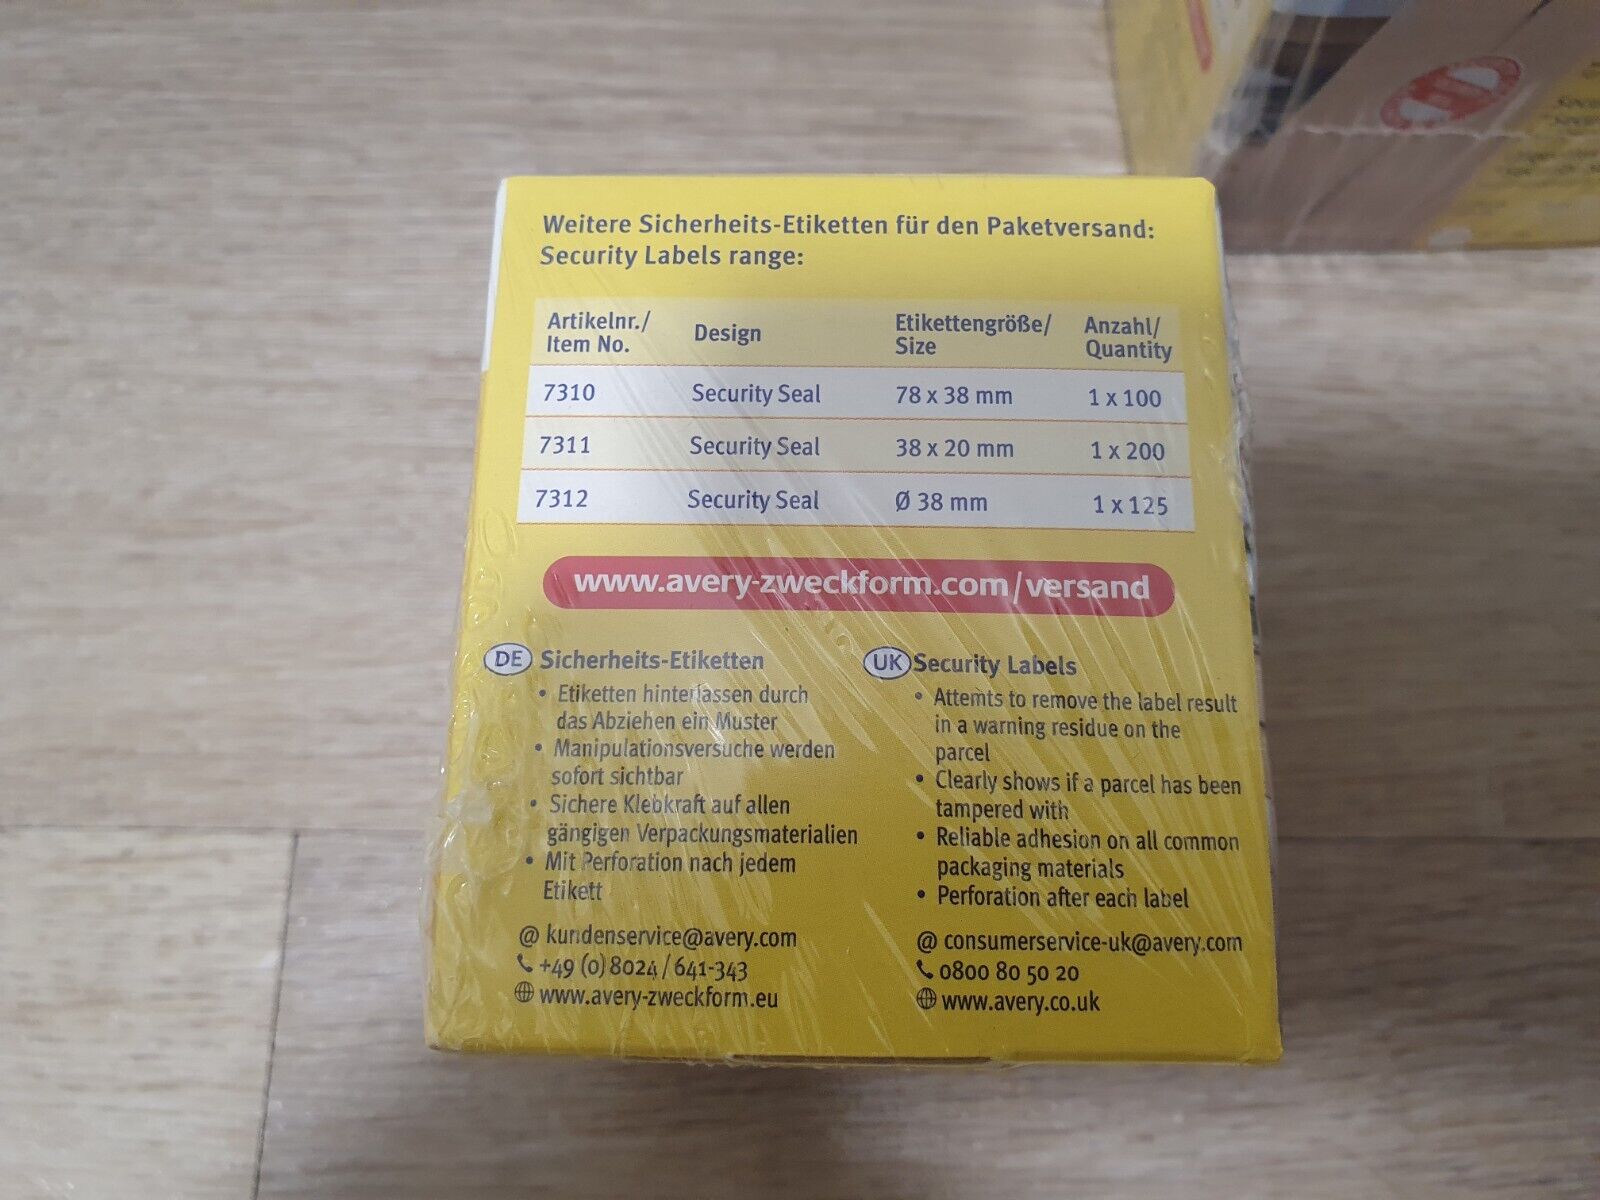 Weitere Sicherheits-Etiketten für den Paketversand:
Security Labels range:
Artikelnr./ Item No. Design Etikettengröße/ Size Anzahl/ Quantity
7310 Security Seal 78 x 38 mm 1 x 100
7311 Security Seal 38 x 20 mm 1 x 200
7312 Security Seal Ø 38 mm 1 x 125
www.avery-zweckform.com/versand
DE Sicherheits-Etiketten
• Etiketten hinterlassen durch
das Abziehen ein Muster
• Manipulationsversuche werden
sofort sichtbar
• Sichere Klebkraft auf allen
gängigen Verpackungsmaterialien
• Mit Perforation nach jedem
Etikett
@ kundenservice@avery.com
+49 (0) 8024 / 641-343
www.avery-zweckform.eu
UK Security Labels
• Attemts to remove the label result
in a warning residue on the
parcel
• Clearly shows if a parcel has been
tampered with
• Reliable adhesion on all common
packaging materials
• Perforation after each label
@ consumerservice-uk@avery.com
0800 80 50 20
www.avery.co.uk